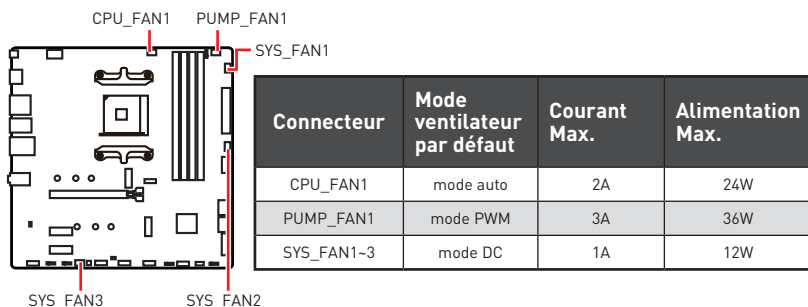 CPU_FAN1 PUMP_FAN1
SYS_FAN1
Connecteur Mode ventilateur par défaut Courant Max. Alimentation Max.
CPU_FAN1 mode auto 2A 24W
PUMP_FAN1 mode PWM 3A 36W
SYS_FAN1~3 mode DC 1A 12W
SYS_FAN3 SYS_FAN2